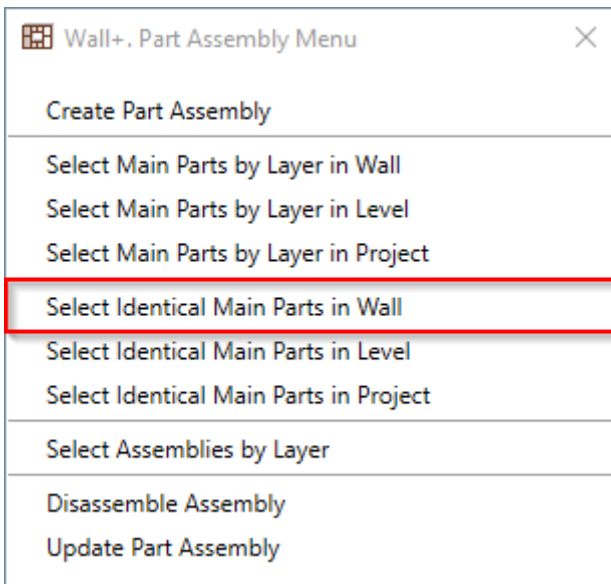 Wall+. Part Assembly Menu
Create Part Assembly
Select Main Parts by Layer in Wall
Select Main Parts by Layer in Level
Select Main Parts by Layer in Project
Select Identical Main Parts in Wall
Select Identical Main Parts in Level
Select Identical Main Parts in Project
Select Assemblies by Layer
Disassemble Assembly
Update Part Assembly